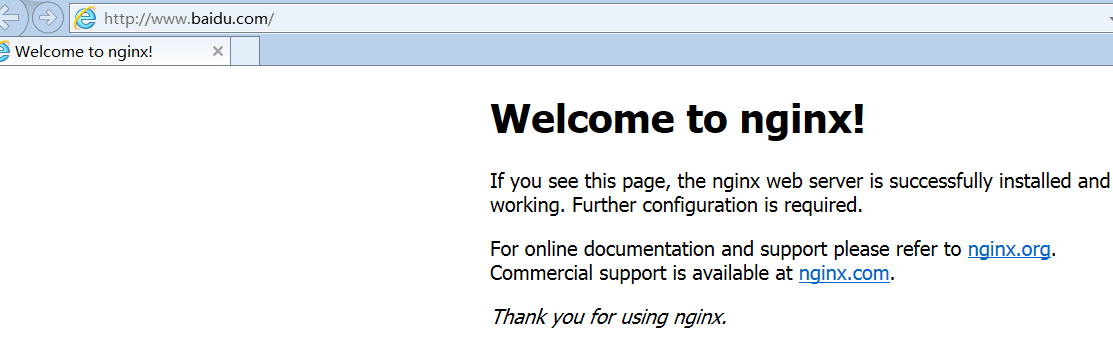 http://www.baidu.com/
Welcome to nginx!
Welcome to nginx!
If you see this page, the nginx web server is successfully installed and
working. Further configuration is required.
For online documentation and support please refer to nginx.org.
Commercial support is available at nginx.com.
Thank you for using nginx.